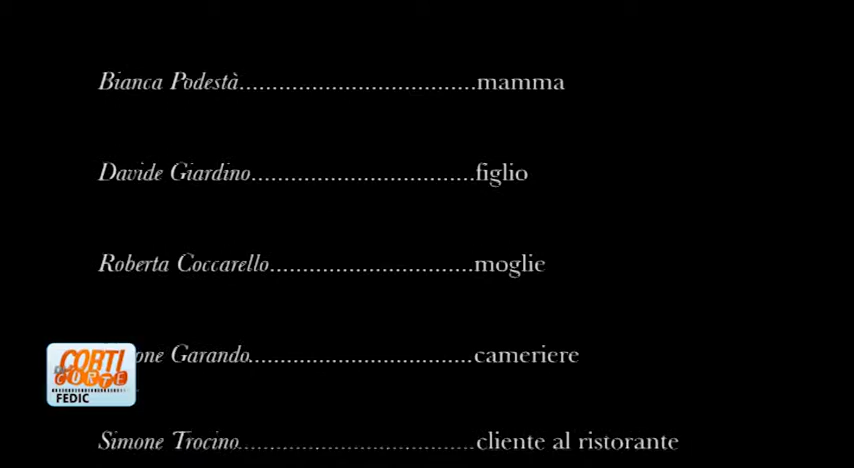 Bianca Podestà....................................mamma
Davide Giardino..................................figlio
Roberta Coccarello...............................moglie
one Garando..................................cameriere
CORTI
CORTE
FEDIC
Simone Trocino....................................cliente al ristorante